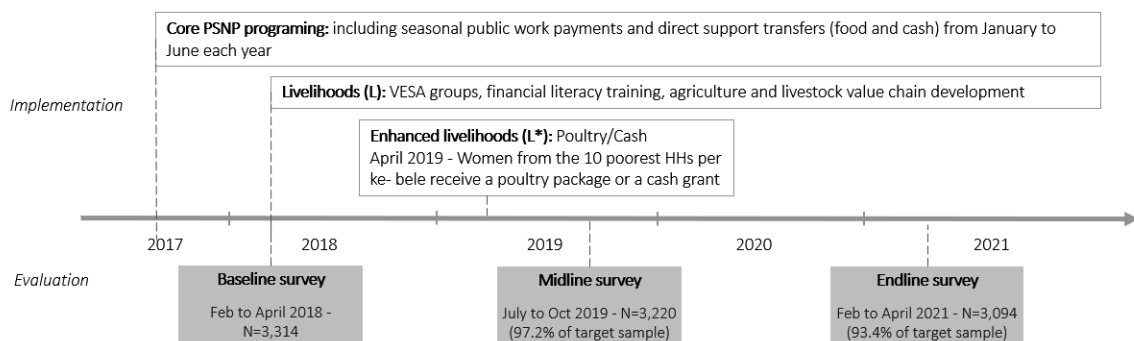 Core PSNP programing: including seasonal public work payments and direct support transfers (food and cash) from January to
June each year
Implementation
Livelihoods (L): VESA groups, financial literacy training, agriculture and livestock value chain development
Enhanced livelihoods (L*): Poultry/Cash
April 2019 - Women from the 10 poorest HHs per
ke- bele receive a poultry package or a cash grant
2017
2018
2019
2020
2021
Evaluation
Baseline survey
Feb to April 2018 -
N=3,314
Midline survey
July to Oct 2019 - N=3,220
(97.2% of target sample)
Endline survey
Feb to April 2021 - N=3,094
(93.4% of target sample)